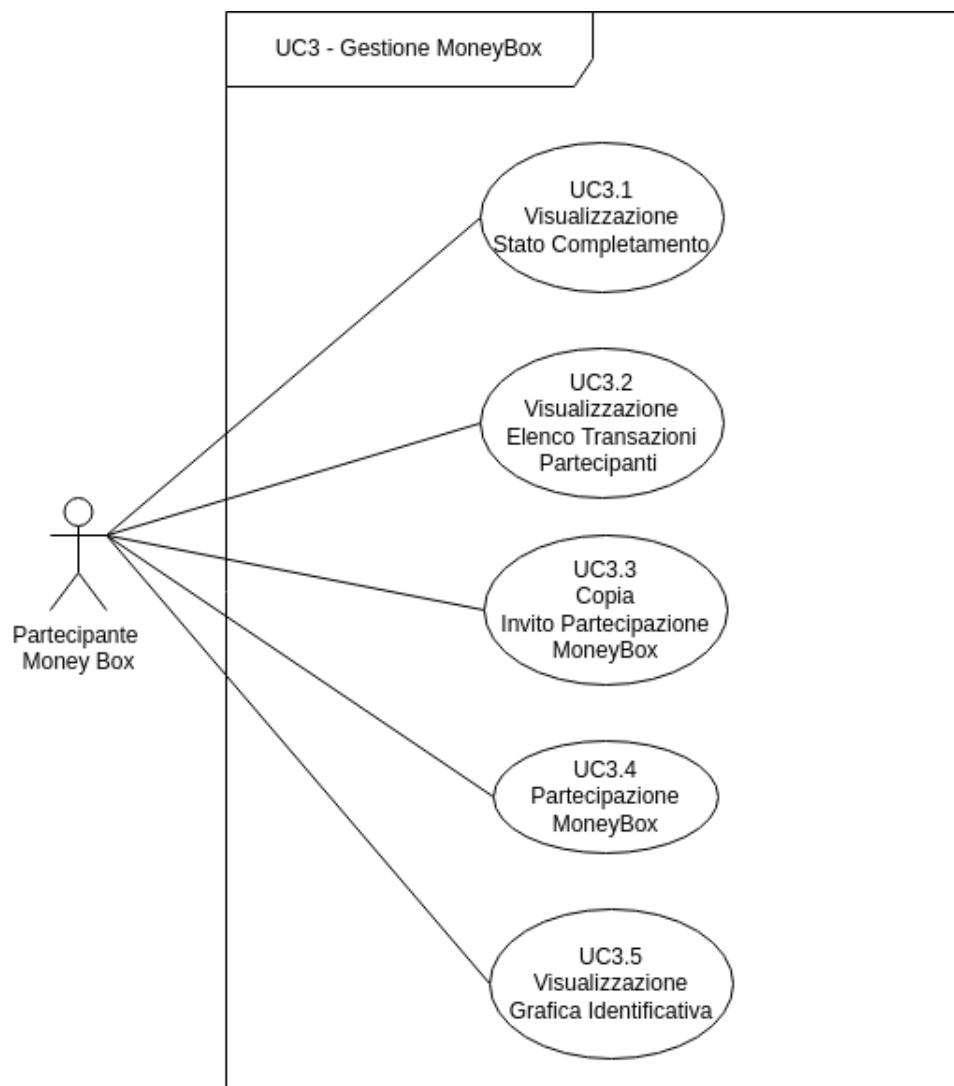 UC3 - Gestione MoneyBox
UC3.1
Visualizzazione
Stato Completamento
UC3.2
Visualizzazione
Elenco Transazioni
Partecipanti
UC3.3
Copia
Invito Partecipazione
MoneyBox
Partecipante
Money Box
UC3.4
Partecipazione
MoneyBox
UC3.5
Visualizzazione
Grafica Identificativa